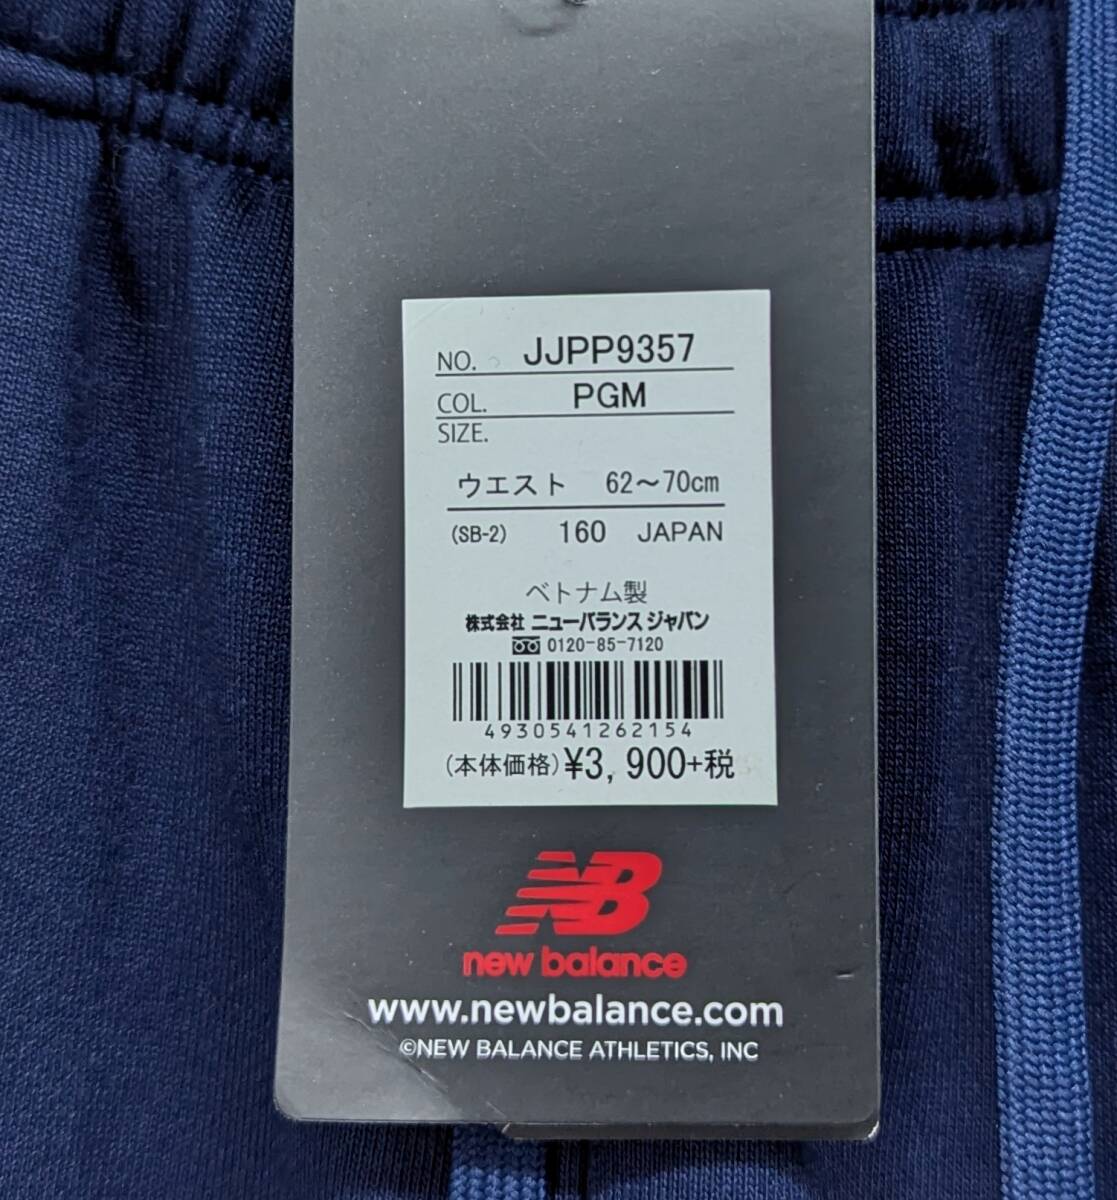 NO. JJPP9357
COL. PGM
SIZE.
ウエスト 62～70cm
(SB-2) 160 JAPAN
ベトナム製
株式会社 ニューバランス ジャパン
0120-85-7120
4930541262154
(本体価格)¥3,900+税
NB
new balance
www.newbalance.com
©NEW BALANCE ATHLETICS, INC